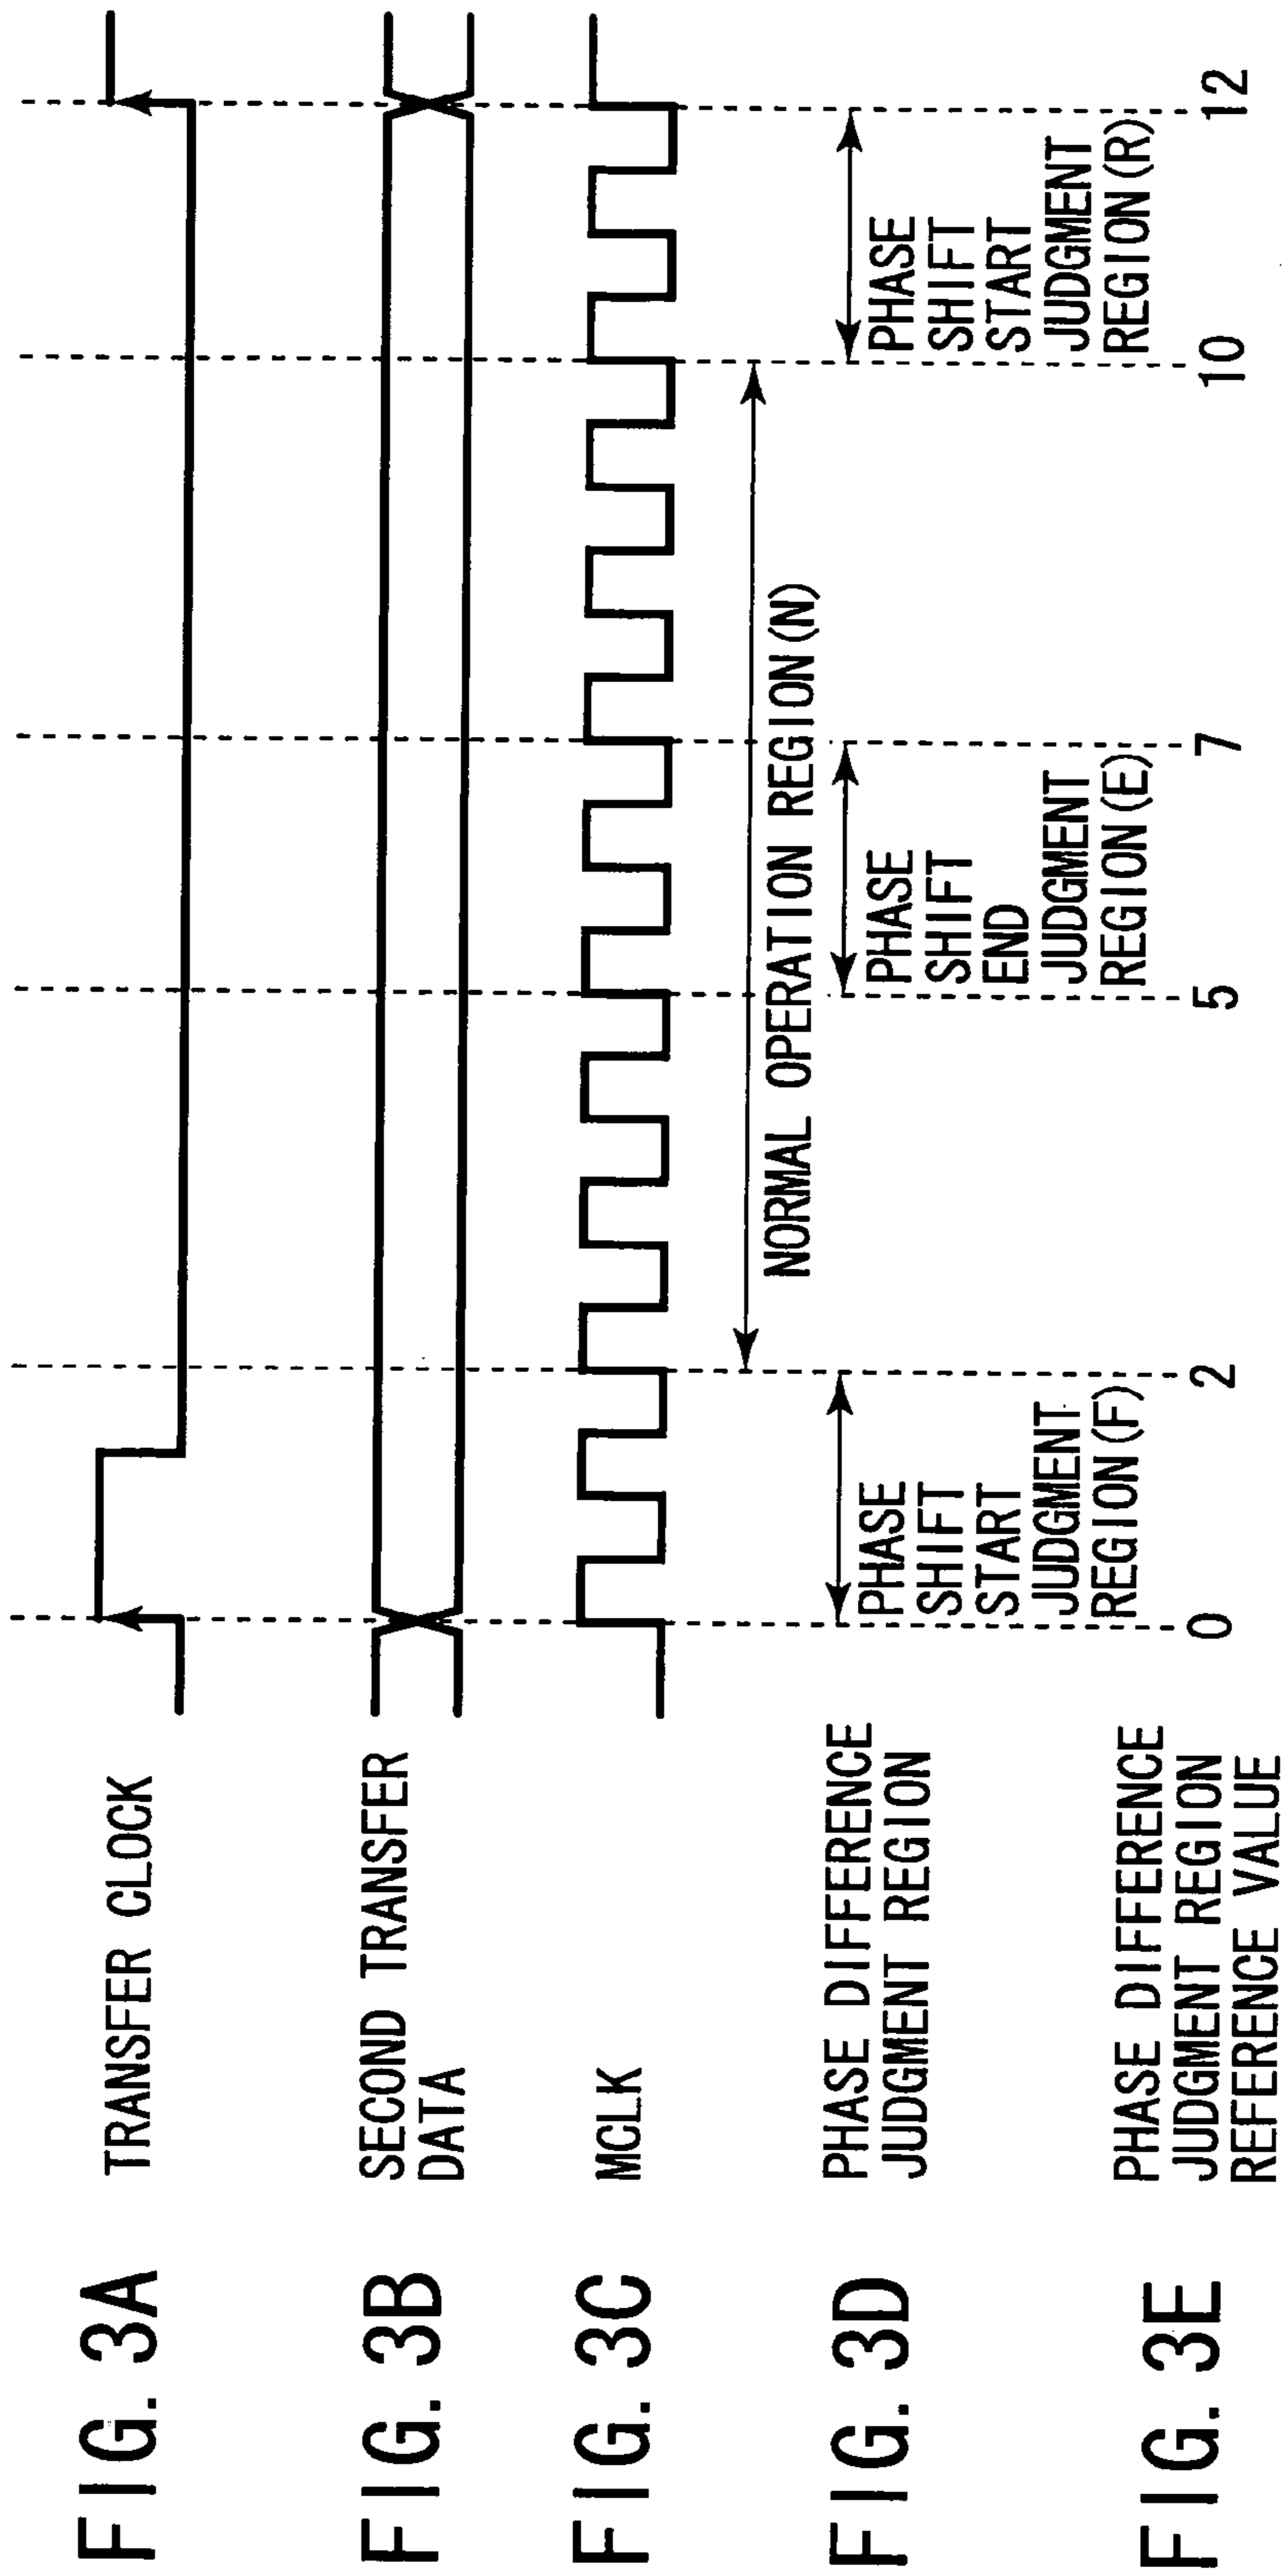 FIG. 3A
TRANSFER CLOCK
FIG. 3B
SECOND TRANSFER
DATA
FIG. 3C
MCLK
NORMAL OPERATION REGION(N)
FIG. 3D
PHASE DIFFERENCE
JUDGMENT REGION
PHASE
SHIFT
START
JUDGMENT
REGION(F)
PHASE
SHIFT
END
JUDGMENT
REGION(E)
PHASE
SHIFT
START
JUDGMENT
REGION(R)
FIG. 3E
PHASE DIFFERENCE
JUDGMENT REGION
REFERENCE VALUE
0
2
5
7
10
12